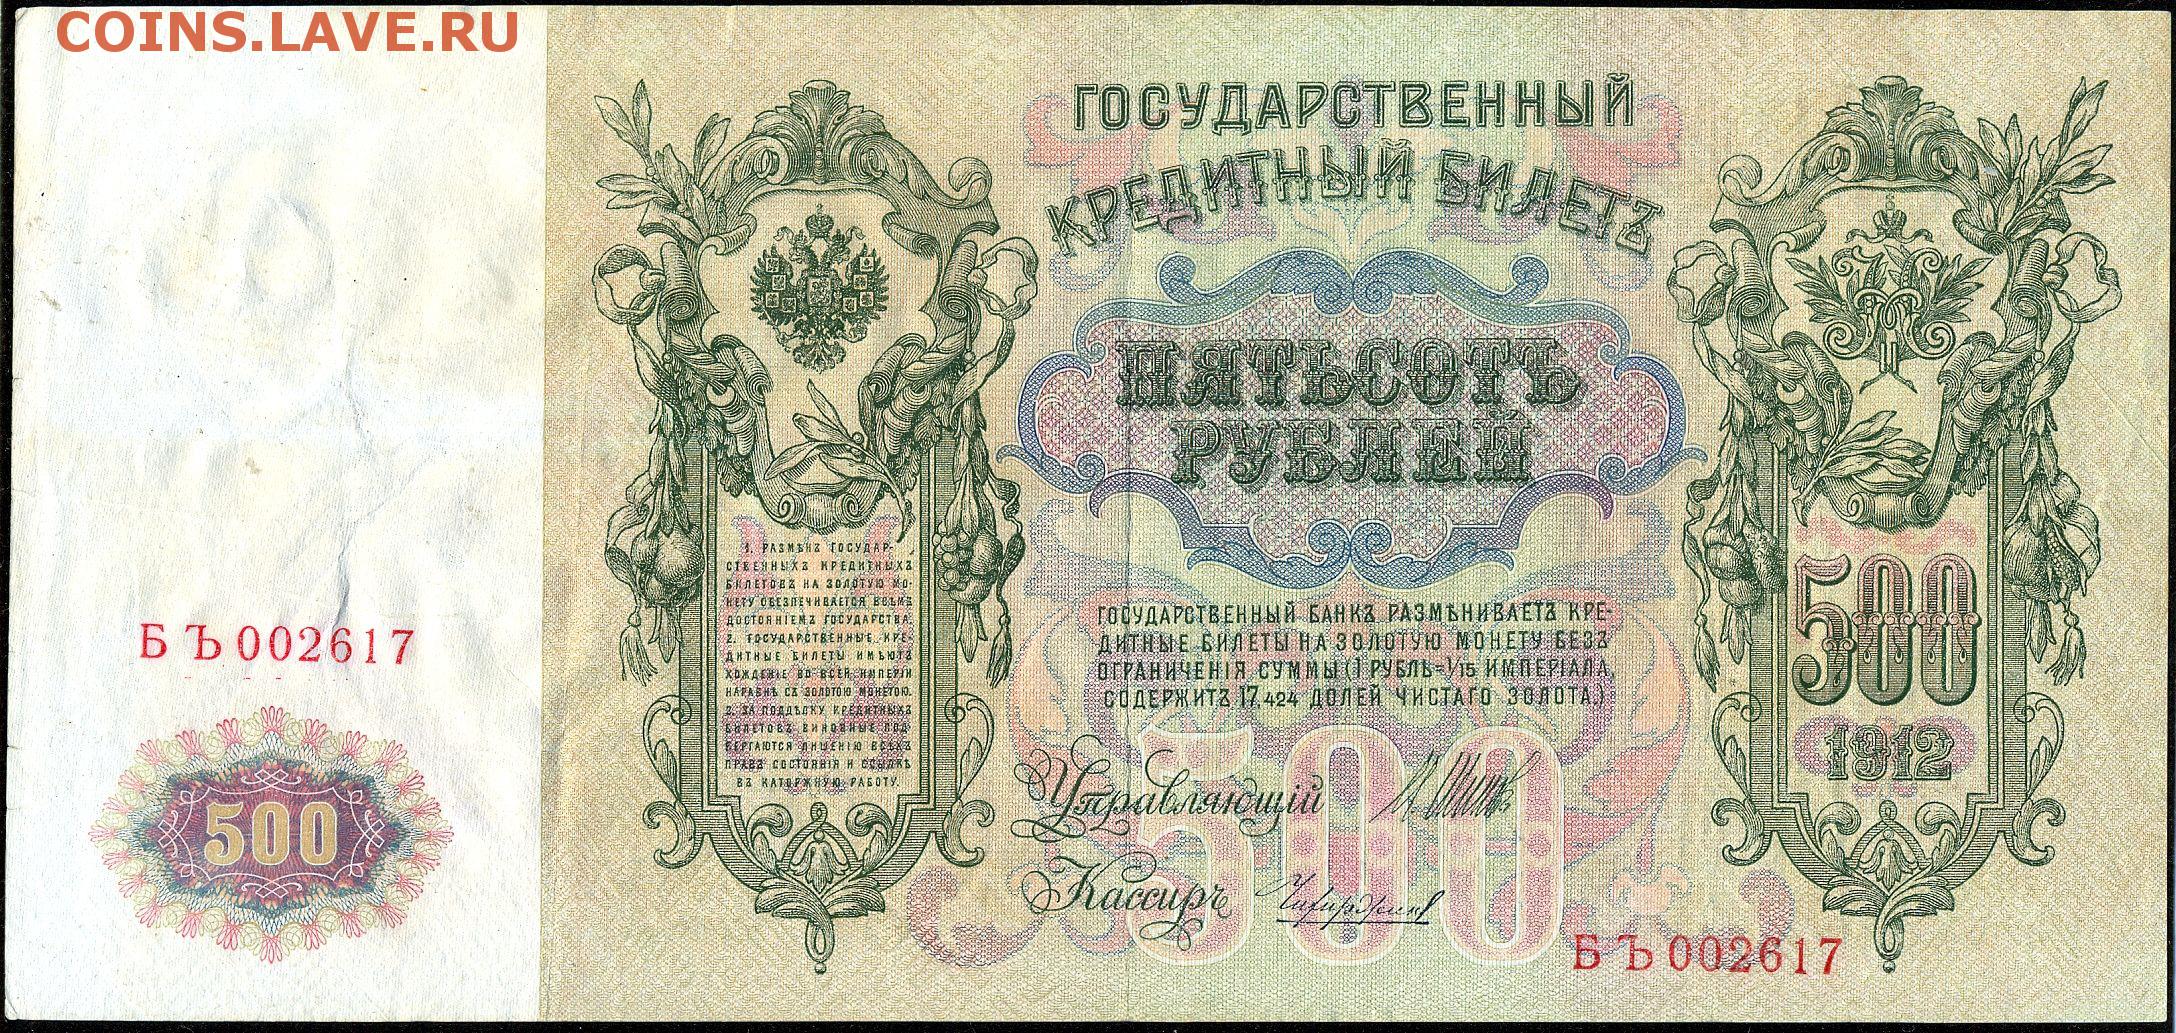 COINS.LAVE.RU
ГОСУДАРСТВЕННЫЙ
КРЕДИТНЫЙ БИЛЕТЪ
ПЯТЬСОТЪ
РУБЛЕЙ
1. РАЗМѢНЪ ГОСУДАР-
СТВЕННЫХЪ КРЕДИТНЫХЪ
БИЛЕТОВЪ НА ЗОЛОТУЮ МО-
НЕТУ ОБЕЗПЕЧИВАЕТСЯ ВСѢМЪ
ДОСТОЯНІЕМЪ ГОСУДАРСТВА.
2. ГОСУДАРСТВЕННЫЕ КРЕ-
ДИТНЫЕ БИЛЕТЫ ИМѢЮТЪ
ХОЖДЕНІЕ ВО ВСЕЙ ИМПЕРІИ
НАРАВНѢ СЪ ЗОЛОТОЮ МОНЕТОЮ.
3. ЗА ПОДДѢЛКУ КРЕДИТНЫХЪ
БИЛЕТОВЪ ВИНОВНЫЕ ПОД-
ВЕРГАЮТСЯ ЛИШЕНІЮ ВСѢХЪ
ПРАВЪ СОСТОЯНІЯ И ССЫЛКѢ
ВЪ КАТОРЖНУЮ РАБОТУ.
ГОСУДАРСТВЕННЫЙ БАНКЪ РАЗМѢНИВАЕТЪ КРЕ-
ДИТНЫЕ БИЛЕТЫ НА ЗОЛОТУЮ МОНЕТУ БЕЗЪ
ОГРАНИЧЕНІЯ СУММЫ (1 РУБЛЬ=1/15 ИМПЕРІАЛА,
СОДЕРЖИТЪ 17,424 ДОЛЕЙ ЧИСТАГО ЗОЛОТА.)
500
1912
БЪ 002617
500
500
Управляющій
Кассиръ
БЪ 002617